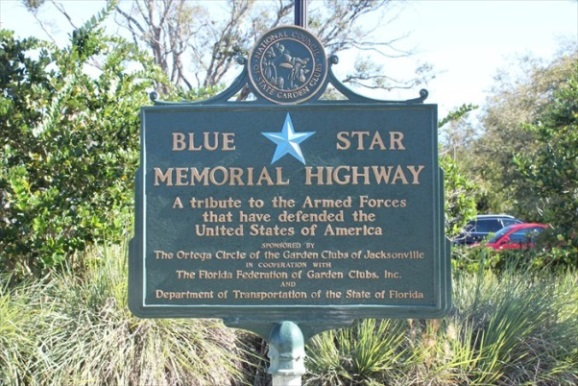 NATIONAL COUNCIL
STATE GARDEN CLUBS
BLUE STAR
MEMORIAL HIGHWAY
A tribute to the Armed Forces
that have defended the
United States of America
SPONSORED BY
The Ortega Circle of the Garden Clubs of Jacksonville
IN COOPERATION WITH
The Florida Federation of Garden Clubs, Inc.
AND
Department of Transportation of the State of Florida